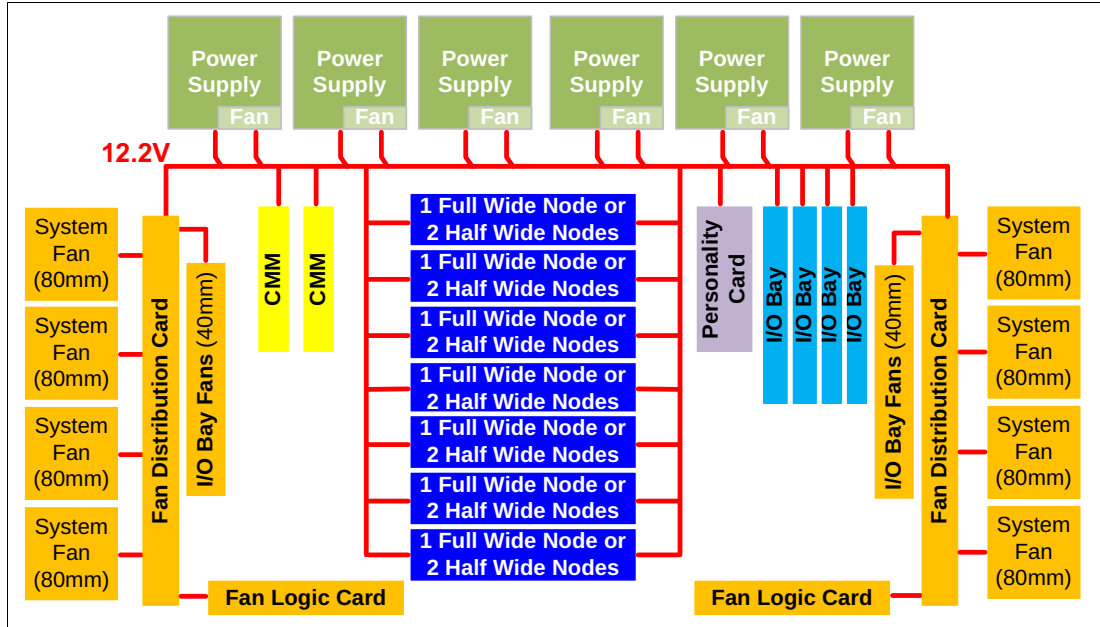 Power
Supply
Fan
Power
Supply
Fan
Power
Supply
Fan
Power
Supply
Fan
Power
Supply
Fan
Power
Supply
Fan
12.2V
System
Fan
(80mm)
System
Fan
(80mm)
System
Fan
(80mm)
System
Fan
(80mm)
Fan Distribution Card
I/O Bay Fans (40mm)
Fan Logic Card
CMM
CMM
1 Full Wide Node or
2 Half Wide Nodes
1 Full Wide Node or
2 Half Wide Nodes
1 Full Wide Node or
2 Half Wide Nodes
1 Full Wide Node or
2 Half Wide Nodes
1 Full Wide Node or
2 Half Wide Nodes
1 Full Wide Node or
2 Half Wide Nodes
1 Full Wide Node or
2 Half Wide Nodes
Personality
Card
I/O Bay
I/O Bay
I/O Bay
I/O Bay
I/O Bay Fans (40mm)
Fan Distribution Card
Fan Logic Card
System
Fan
(80mm)
System
Fan
(80mm)
System
Fan
(80mm)
System
Fan
(80mm)